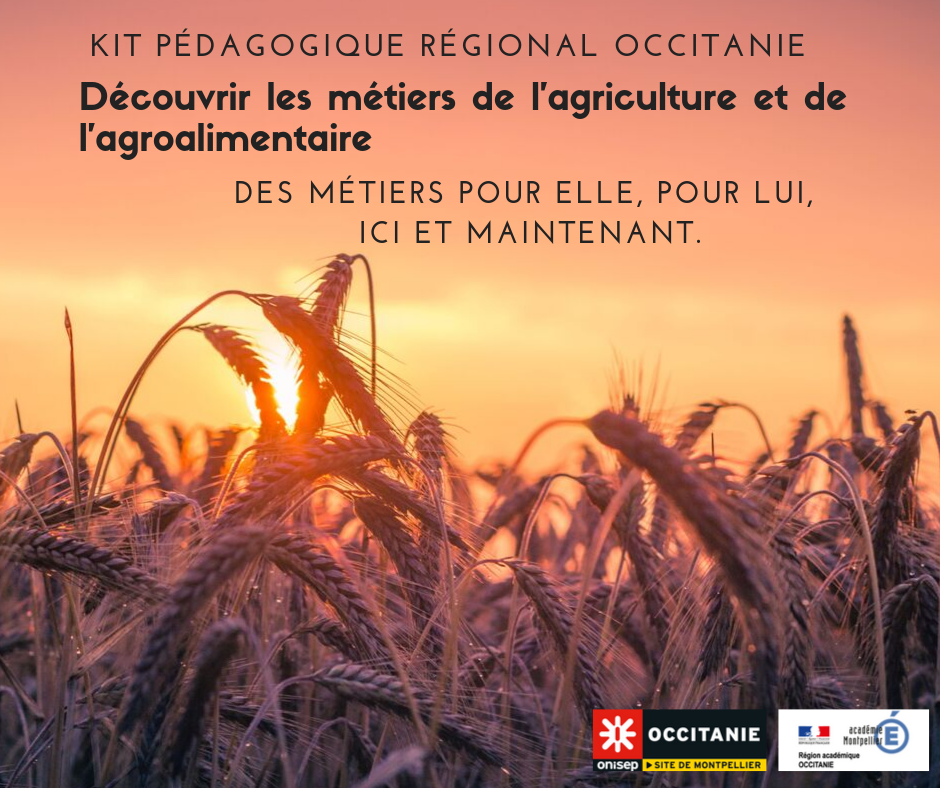 KIT PÉDAGOGIQUE RÉGIONAL OCCITANIE
Découvrir les métiers de l'agriculture et de
l'agroalimentaire
DES MÉTIERS POUR ELLE, POUR LUI,
ICI ET MAINTENANT.
OCCITANIE
onisep
SITE DE MONTPELLIER
académie
Montpellier
Région académique
OCCITANIE